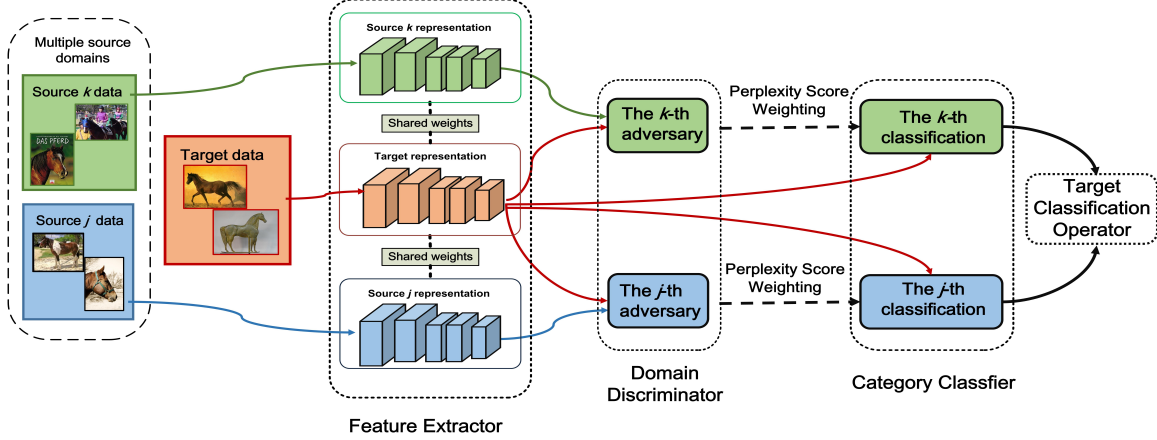 Multiple source
domains
Source k data
DAS PFERD
Source j data
Target data
Source k representation
Shared weights
Target representation
Shared weights
Source j representation
Feature Extractor
The k-th
adversary
The j-th
adversary
Domain
Discriminator
Perplexity Score
Weighting
Perplexity Score
Weighting
The k-th
classification
The j-th
classification
Category Classfier
Target
Classification
Operator